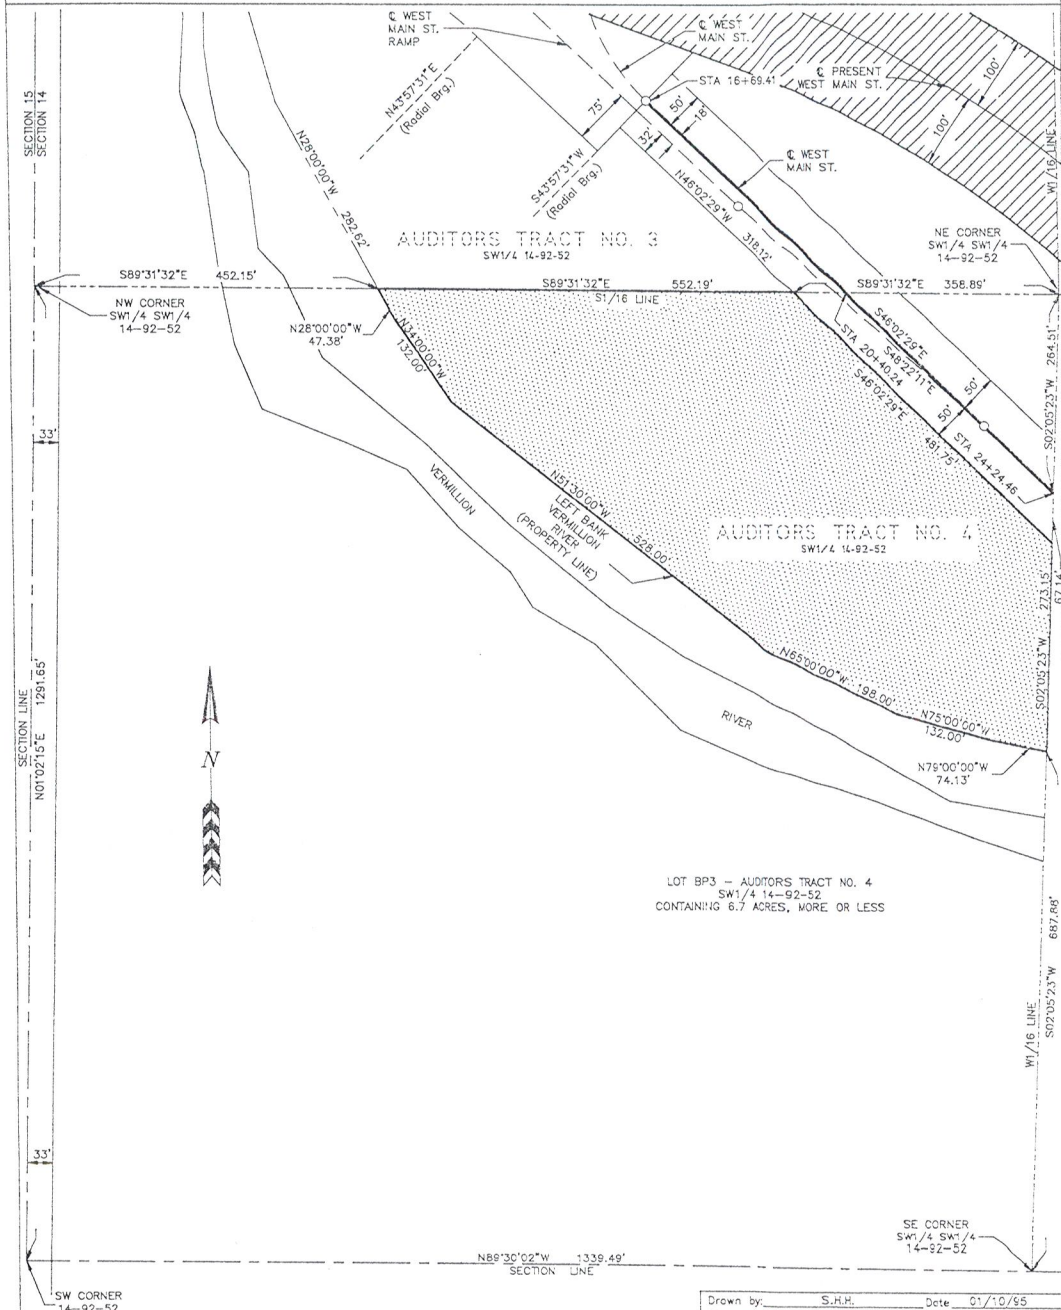 ℄ WEST
MAIN ST.
RAMP
℄ WEST
MAIN ST.
STA 16+69.41
℄ PRESENT
WEST MAIN ST.
100'
100'
SECTION 15
SECTION 14
N43°57'31"E
(Radial Brg.)
75'
50'
18'
32'
W1/16 LINE
N28°00'00"W
282.62'
S43°57'31"W
(Radial Brg.)
℄ WEST
MAIN ST.
N46°02'29"W
318.12'
AUDITORS TRACT NO. 3
SW1/4 14-92-52
NE CORNER
SW1/4 SW1/4
14-92-52
S89°31'32"E 452.15'
S89°31'32"E 552.19'
S1/16 LINE
S89°31'32"E 358.89'
NW CORNER
SW1/4 SW1/4
14-92-52
N28°00'00"W
47.38'
N34°00'00"W
132.00'
S46°02'29"E
S48°22'11"E
STA 20+40.24
S46°02'29"E
481.75'
50'
50'
STA 24+24.46
S02°05'23"W 264.51'
33'
VERMILLION
N51°30'00"W
528.00'
LEFT BANK
VERMILLION
RIVER
(PROPERTY LINE)
AUDITORS TRACT NO. 4
SW1/4 14-92-52
S02°05'23"W 273.15'
67.14'
SECTION LINE
N01°02'15"E 1291.65'
N
N65°00'00"W 198.00'
RIVER
N75°00'00"W
132.00'
N79°00'00"W
74.13'
LOT BP3 - AUDITORS TRACT NO. 4
SW1/4 14-92-52
CONTAINING 6.7 ACRES, MORE OR LESS
W1/16 LINE
S02°05'23"W 687.88'
33'
SE CORNER
SW1/4 SW1/4
14-92-52
N89°30'02"W 1339.49'
SECTION LINE
SW CORNER
14-92-52
Drawn by: S.H.H. Date 01/10/95